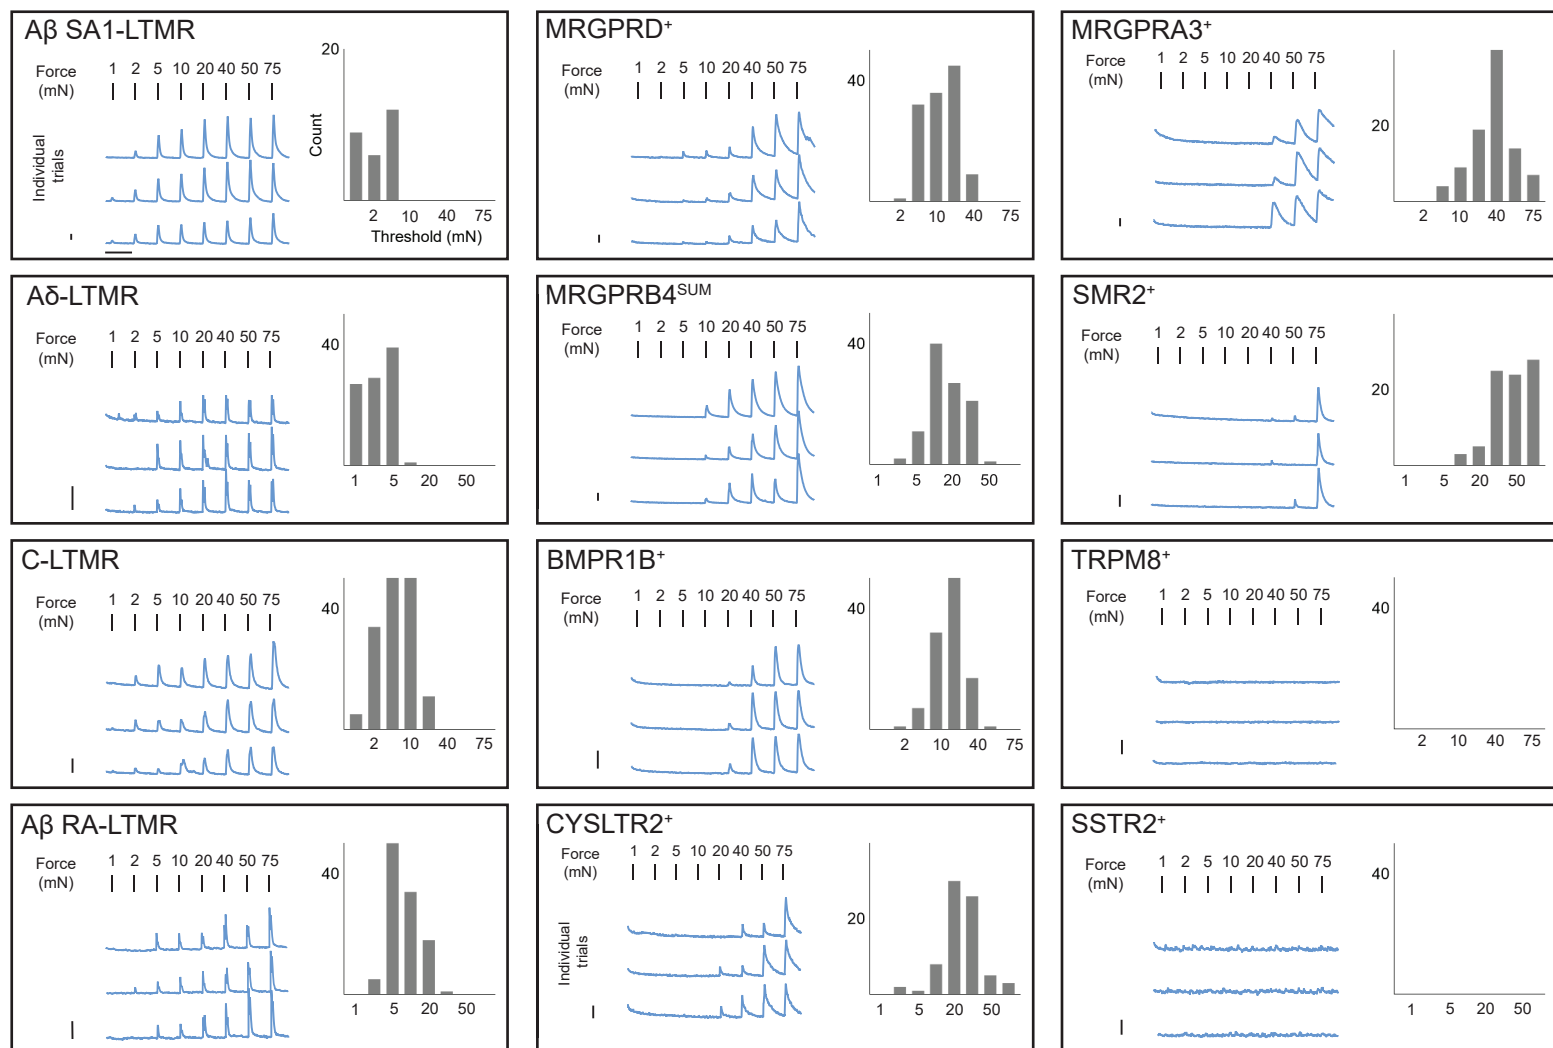 Aβ SA1-LTMR
Force
(mN)
1 2 5 10 20 40 50 75
Individual
trials
20
Count
2 10 40 75
Threshold (mN)
MRGPRD⁺
Force
(mN)
1 2 5 10 20 40 50 75
40
2 10 40 75
MRGPRA3⁺
Force
(mN)
1 2 5 10 20 40 50 75
20
2 10 40 75
Aδ-LTMR
Force
(mN)
1 2 5 10 20 40 50 75
40
1 5 20 50
MRGPRB4ˢᵁᴹ
Force
(mN)
1 2 5 10 20 40 50 75
40
1 5 20 50
SMR2⁺
Force
(mN)
1 2 5 10 20 40 50 75
20
1 5 20 50
C-LTMR
Force
(mN)
1 2 5 10 20 40 50 75
40
2 10 40 75
BMPR1B⁺
Force
(mN)
1 2 5 10 20 40 50 75
40
2 10 40 75
TRPM8⁺
Force
(mN)
1 2 5 10 20 40 50 75
40
2 10 40 75
Aβ RA-LTMR
Force
(mN)
1 2 5 10 20 40 50 75
40
1 5 20 50
CYSLTR2⁺
Force
(mN)
1 2 5 10 20 40 50 75
Individual
trials
20
1 5 20 50
SSTR2⁺
Force
(mN)
1 2 5 10 20 40 50 75
40
1 5 20 50